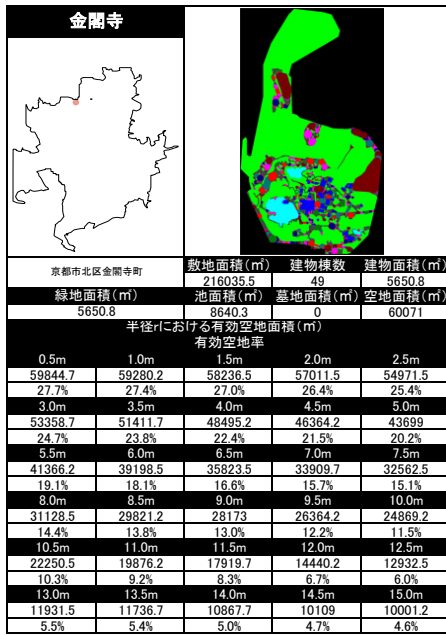 金閣寺
京都市北区金閣寺町
敷地面積(㎡) 建物棟数 建物面積(㎡)
216035.5 49 5650.8
緑地面積(㎡) 池面積(㎡) 墓地面積(㎡) 空地面積(㎡)
5650.8 8640.3 0 60071
半径rにおける有効空地面積(㎡)
有効空地率
0.5m 1.0m 1.5m 2.0m 2.5m
59844.7 59280.2 58236.5 57011.5 54971.5
27.7% 27.4% 27.0% 26.4% 25.4%
3.0m 3.5m 4.0m 4.5m 5.0m
53358.7 51411.7 48495.2 46364.2 43699
24.7% 23.8% 22.4% 21.5% 20.2%
5.5m 6.0m 6.5m 7.0m 7.5m
41366.2 39198.5 35823.5 33909.7 32562.5
19.1% 18.1% 16.6% 15.7% 15.1%
8.0m 8.5m 9.0m 9.5m 10.0m
31128.5 29821.2 28173 26364.2 24869.2
14.4% 13.8% 13.0% 12.2% 11.5%
10.5m 11.0m 11.5m 12.0m 12.5m
22250.5 19876.2 17919.7 14440.2 12932.5
10.3% 9.2% 8.3% 6.7% 6.0%
13.0m 13.5m 14.0m 14.5m 15.0m
11931.5 11736.7 10867.7 10109 10001.2
5.5% 5.4% 5.0% 4.7% 4.6%